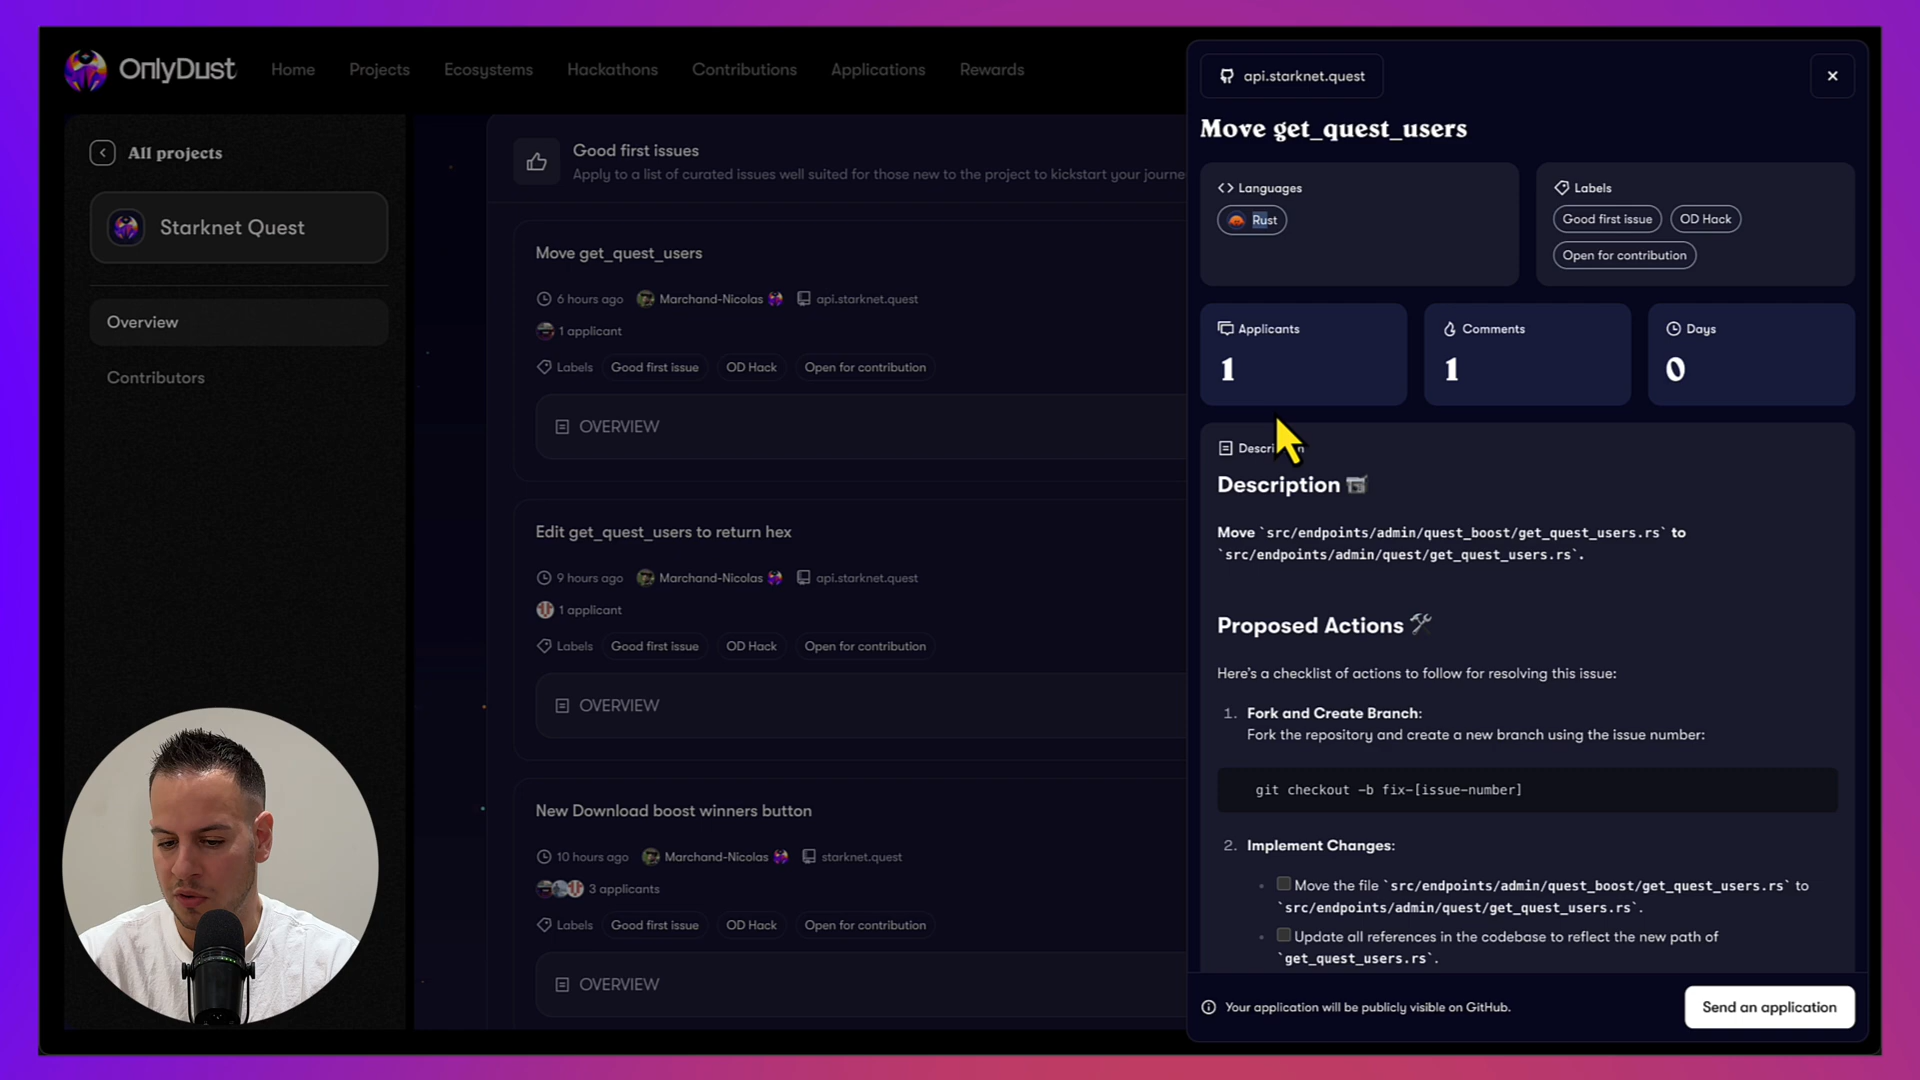 OnlyDust
Home
Projects
Ecosystems
Hackathons
Contributions
Applications
Rewards
All projects
Starknet Quest
Overview
Contributors
Good first issues
Apply to a list of curated issues well suited for those new to the project to kickstart your journe
Move get_quest_users
6 hours ago Marchand-Nicolas api.starknet.quest
1 applicant
Labels Good first issue OD Hack Open for contribution
OVERVIEW
Edit get_quest_users to return hex
9 hours ago Marchand-Nicolas api.starknet.quest
1 applicant
Labels Good first issue OD Hack Open for contribution
OVERVIEW
New Download boost winners button
10 hours ago Marchand-Nicolas starknet.quest
3 applicants
Labels Good first issue OD Hack Open for contribution
OVERVIEW
api.starknet.quest
Move get_quest_users
Languages
Rust
Labels
Good first issue OD Hack
Open for contribution
Applicants
1
Comments
1
Days
0
Description
Move `src/endpoints/admin/quest_boost/get_quest_users.rs` to
`src/endpoints/admin/quest/get_quest_users.rs`.
Proposed Actions
Here's a checklist of actions to follow for resolving this issue:
1. Fork and Create Branch:
Fork the repository and create a new branch using the issue number:
git checkout -b fix-[issue-number]
2. Implement Changes:
Move the file `src/endpoints/admin/quest_boost/get_quest_users.rs` to
`src/endpoints/admin/quest/get_quest_users.rs`.
Update all references in the codebase to reflect the new path of
`get_quest_users.rs`.
Your application will be publicly visible on GitHub.
Send an application